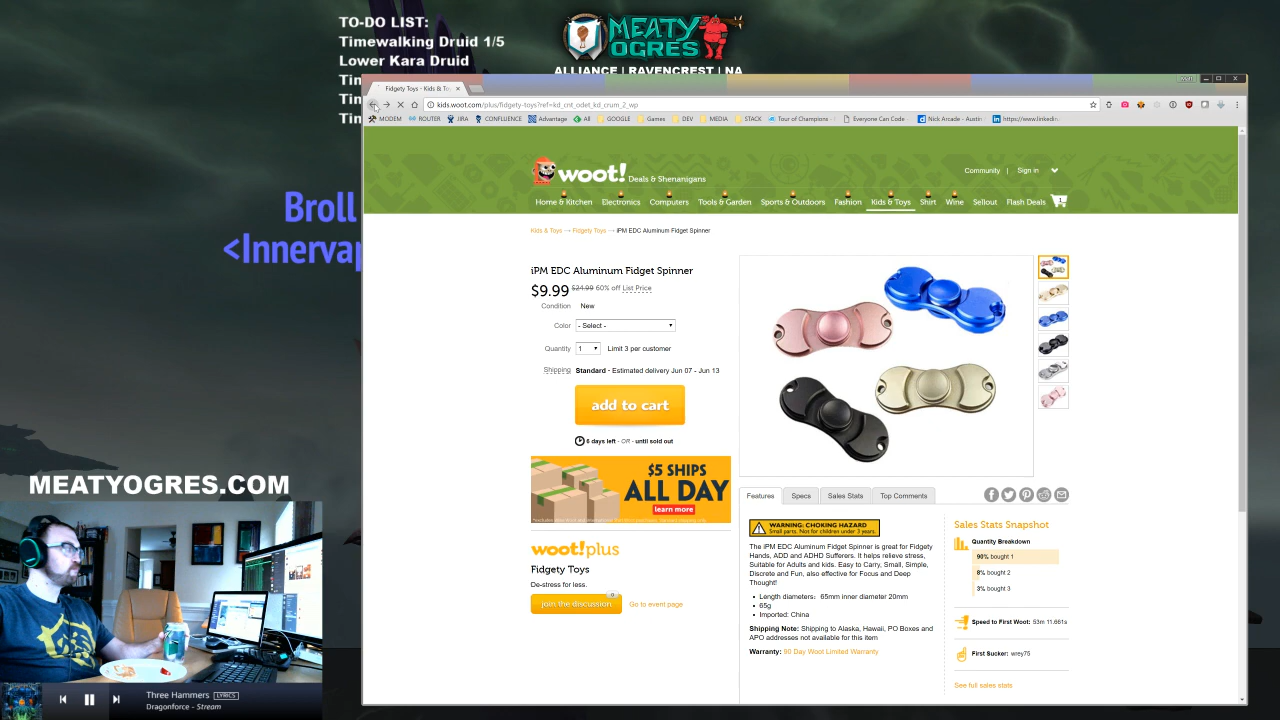 TO-DO LIST:
Timewalking Druid 1/5
Lower Kara Druid
Tim
Tim
Tim
MEATY
OGRES
ALLIANCE | RAVENCREST | NA
Broll
<Innerva
MEATYOGRES.COM
Three Hammers LYRICS
Dragonforce - Stream
Fidgety Toys - Kids & To
kids.woot.com/plus/fidgety-toys?ref=kd_cnt_odet_kd_crum_2_wp
MODEM ROUTER JIRA CONFLUENCE Advantage All GOOGLE Games DEV MEDIA STACK Tour of Champions - Everyone Can Code - Nick Arceneaux - Austin https://www.linkedin
woot! Deals & Shenanigans
Community | Sign in
Home & Kitchen Electronics Computers Tools & Garden Sports & Outdoors Fashion Kids & Toys Shirt Wine Sellout Flash Deals 1
Kids & Toys → Fidgety Toys → iPM EDC Aluminum Fidget Spinner
iPM EDC Aluminum Fidget Spinner
$9.99 $24.99 60% off List Price
Condition New
Color - Select -
Quantity 1 Limit 3 per customer
Shipping Standard - Estimated delivery Jun 07 - Jun 13
add to cart
6 days left - OR - until sold out
$5 SHIPS
ALL DAY
learn more
woot!plus
Fidgety Toys
De-stress for less.
0
join the discussion.
Go to event page
Features Specs Sales Stats Top Comments
WARNING: CHOKING HAZARD
Small parts. Not for children under 3 years.
The iPM EDC Aluminum Fidget Spinner is great for Fidgety
Hands, ADD and ADHD Sufferers. It helps relieve stress,
Suitable for Adults and kids. Easy to Carry, Small, Simple,
Discrete and Fun, also effective for Focus and Deep
Thought!
Length diameters: 65mm inner diameter 20mm
65g
Imported: China
Shipping Note: Shipping to Alaska, Hawaii, PO Boxes and
APO addresses not available for this item
Warranty: 90 Day Woot Limited Warranty
Sales Stats Snapshot
Quantity Breakdown
90% bought 1
8% bought 2
3% bought 3
Speed to First Woot: 53m 11.661s
First Sucker: wrey75
See full sales stats